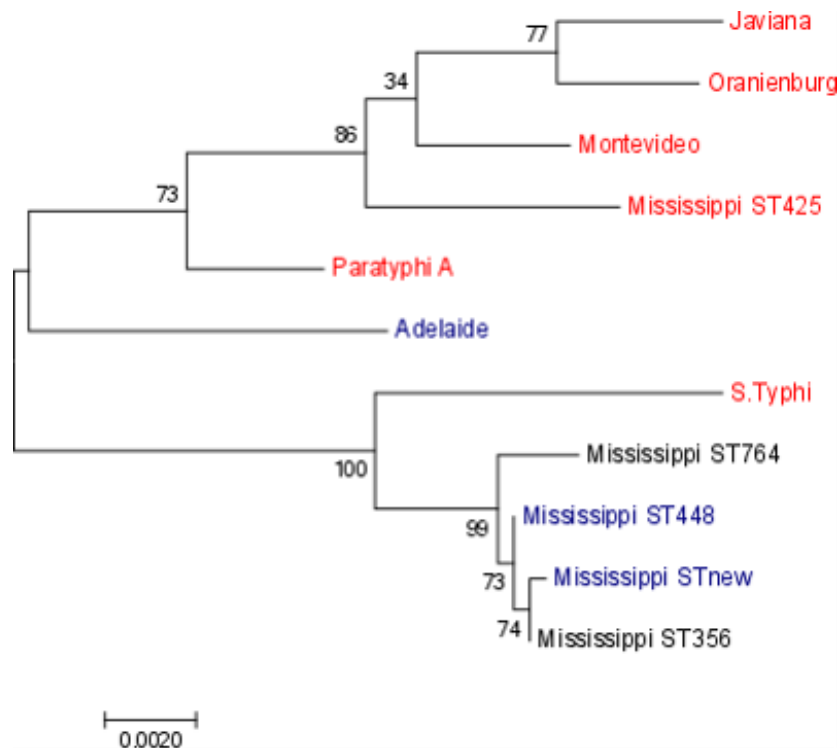 Javiana
77
Oranienburg
34
Montevideo
86
Mississippi ST425
73
Paratyphi A
Adelaide
S.Typhi
Mississippi ST764
100
Mississippi ST448
99
Mississippi STnew
73
Mississippi ST356
74
0.0020